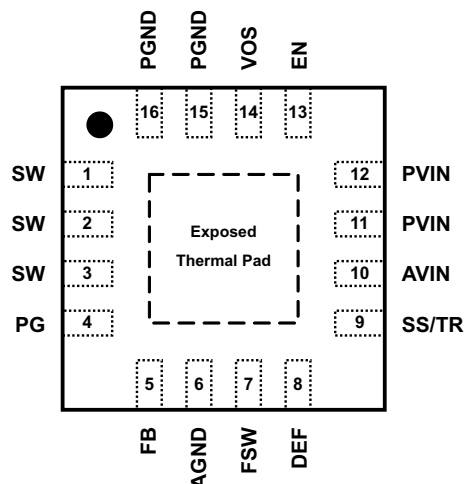 PGND
PGND
VOS
EN
16
15
14
13
SW 1
12 PVIN
SW 2
11 PVIN
SW 3
10 AVIN
PG 4
9 SS/TR
Exposed
Thermal Pad
5
6
7
8
FB
AGND
FSW
DEF